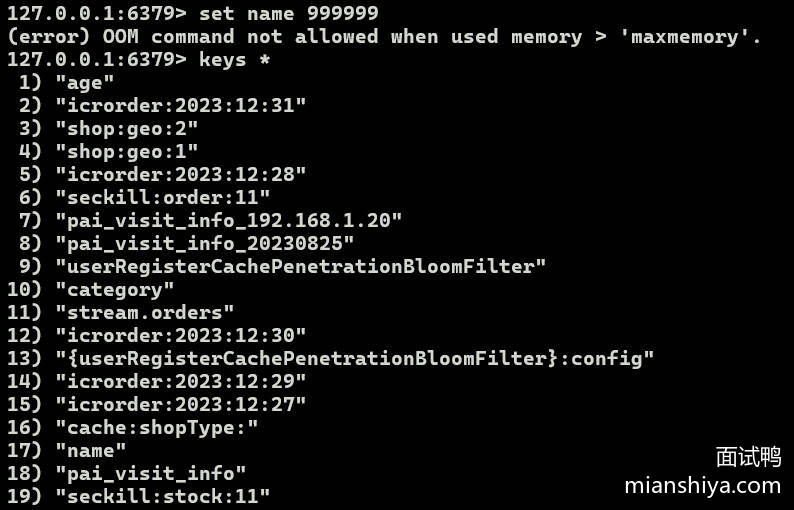 127.0.0.1:6379> set name 999999
(error) OOM command not allowed when used memory > 'maxmemory'.
127.0.0.1:6379> keys *
 1) "age"
 2) "icrorder:2023:12:31"
 3) "shop:geo:2"
 4) "shop:geo:1"
 5) "icrorder:2023:12:28"
 6) "seckill:order:11"
 7) "pai_visit_info_192.168.1.20"
 8) "pai_visit_info_20230825"
 9) "userRegisterCachePenetrationBloomFilter"
10) "category"
11) "stream.orders"
12) "icrorder:2023:12:30"
13) "{userRegisterCachePenetrationBloomFilter}:config"
14) "icrorder:2023:12:29"
15) "icrorder:2023:12:27"
16) "cache:shopType:"
17) "name"
18) "pai_visit_info"
19) "seckill:stock:11"
面试鸭
mianshiya.com